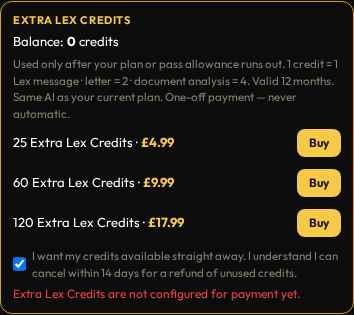 EXTRA LEX CREDITS
Balance: 0 credits
Used only after your plan or pass allowance runs out. 1 credit = 1
Lex message · letter = 2 · document analysis = 4. Valid 12 months.
Same AI as your current plan. One-off payment — never
automatic.
25 Extra Lex Credits · £4.99 Buy
60 Extra Lex Credits · £9.99 Buy
120 Extra Lex Credits · £17.99 Buy
I want my credits available straight away. I understand I can
cancel within 14 days for a refund of unused credits.
Extra Lex Credits are not configured for payment yet.